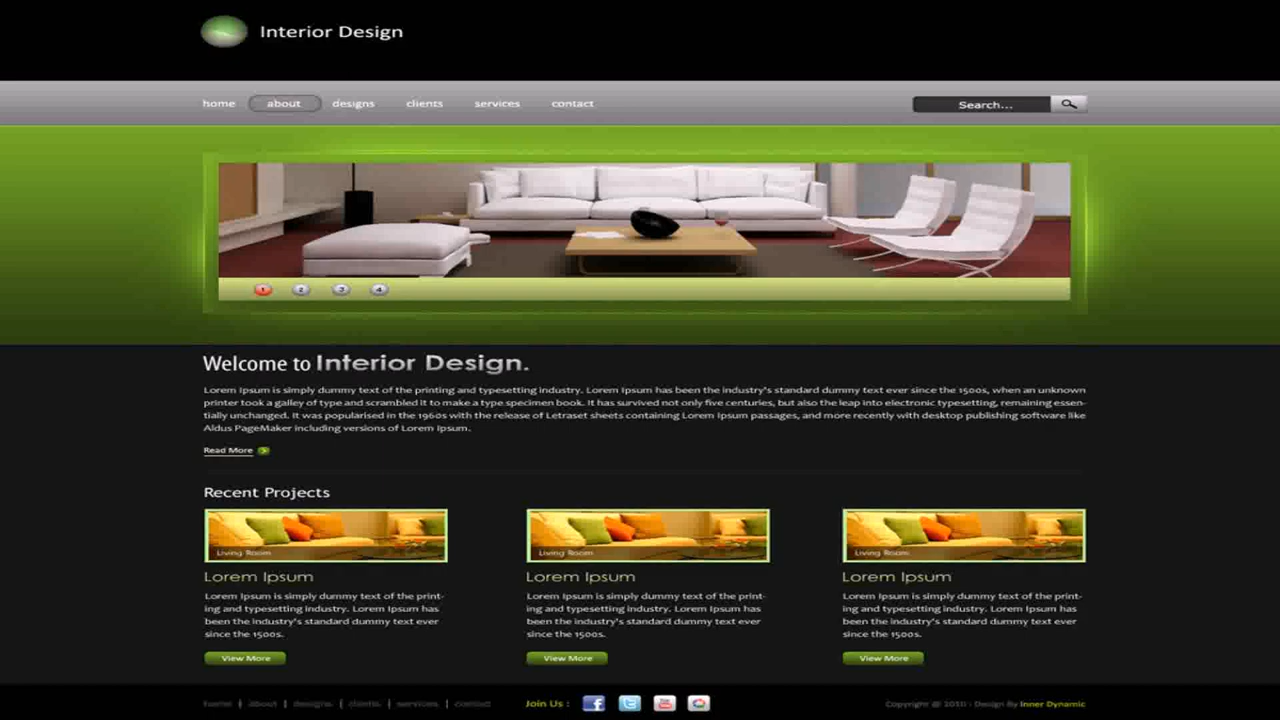 Interior Design
home about designs clients services contact Search...
1 2 3 4
Welcome to Interior Design.
Lorem Ipsum is simply dummy text of the printing and typesetting industry. Lorem Ipsum has been the industry's standard dummy text ever since the 1500s, when an unknown
printer took a galley of type and scrambled it to make a type specimen book. It has survived not only five centuries, but also the leap into electronic typesetting, remaining essen-
tially unchanged. It was popularised in the 1960s with the release of Letraset sheets containing Lorem Ipsum passages, and more recently with desktop publishing software like
Aldus PageMaker including versions of Lorem Ipsum.
Read More
Recent Projects
Living Room
Lorem Ipsum
Lorem Ipsum is simply dummy text of the print-
ing and typesetting industry. Lorem Ipsum has
been the industry's standard dummy text ever
since the 1500s.
View More
Living Room
Lorem Ipsum
Lorem Ipsum is simply dummy text of the print-
ing and typesetting industry. Lorem Ipsum has
been the industry's standard dummy text ever
since the 1500s.
View More
Living Room
Lorem Ipsum
Lorem Ipsum is simply dummy text of the print-
ing and typesetting industry. Lorem Ipsum has
been the industry's standard dummy text ever
since the 1500s.
View More
home | about | designs | clients | services | contact Join Us : Copyright @ 2010 - Design By Inner Dynamic